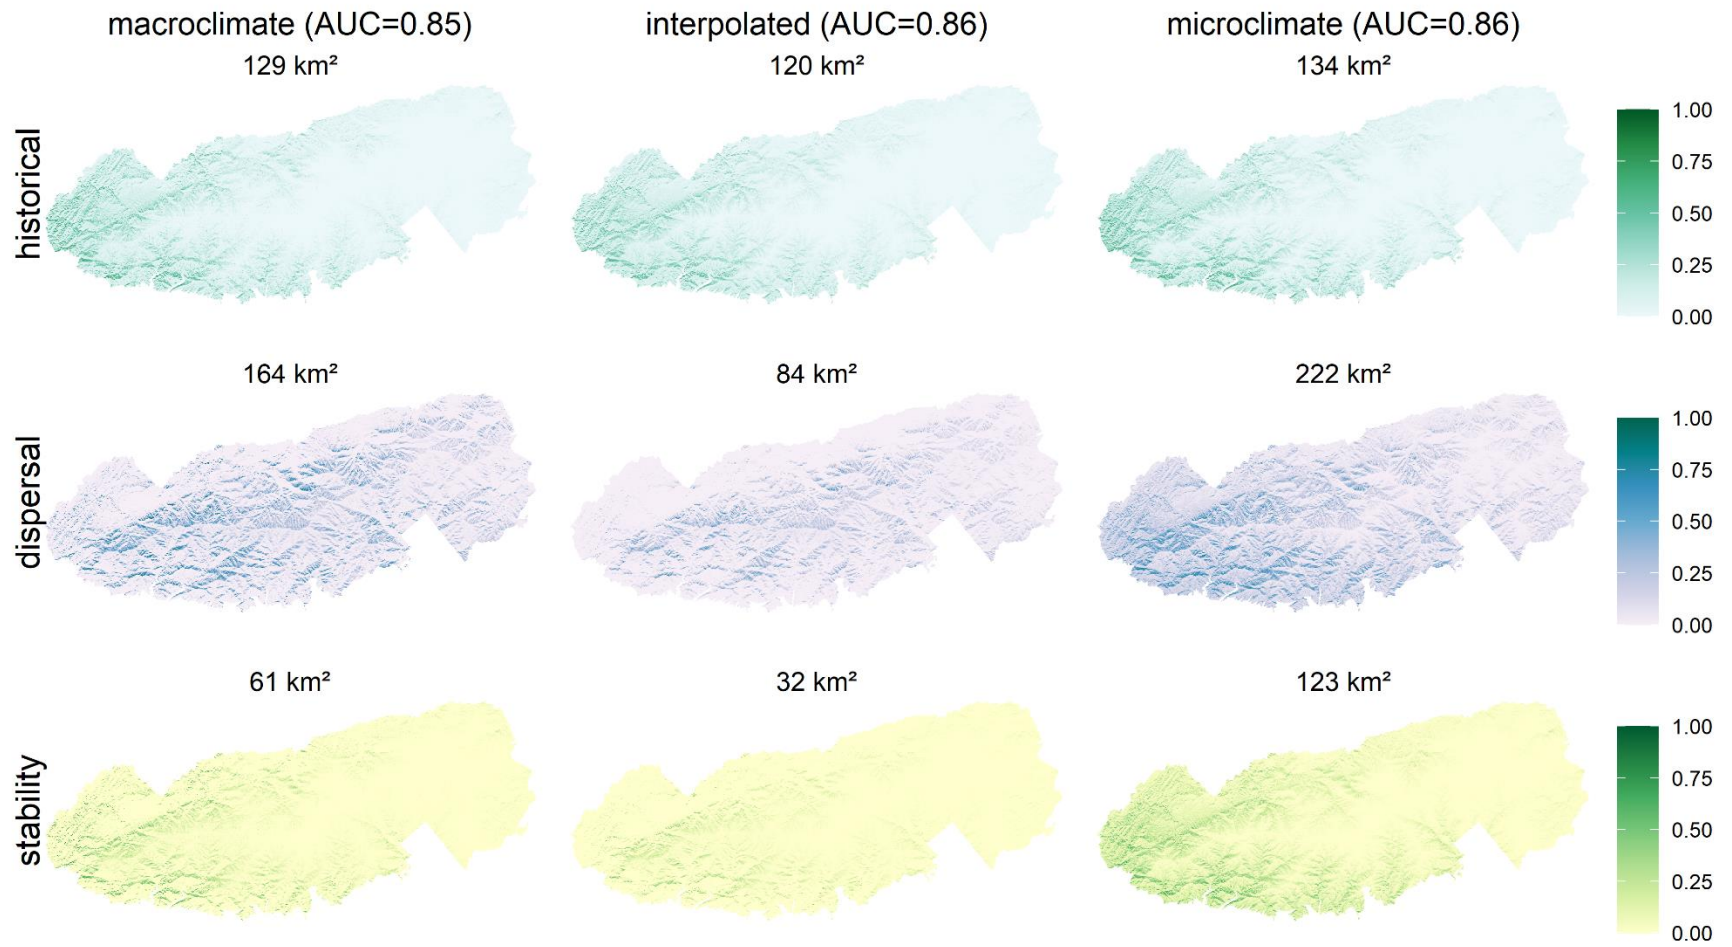 macroclimate (AUC=0.85) interpolated (AUC=0.86) microclimate (AUC=0.86)
129 km² 120 km² 134 km²
historical
1.00
0.75
0.50
0.25
0.00
164 km² 84 km² 222 km²
dispersal
1.00
0.75
0.50
0.25
0.00
61 km² 32 km² 123 km²
stability
1.00
0.75
0.50
0.25
0.00